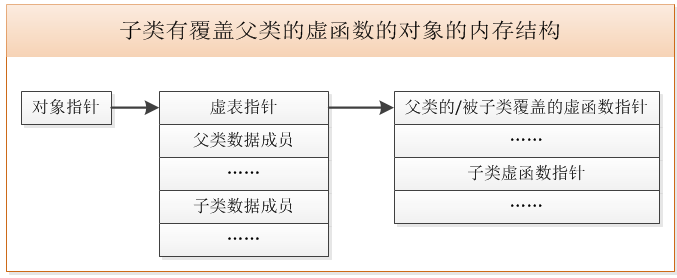 子类有覆盖父类的虚函数的对象的内存结构
对象指针
虚表指针
父类数据成员
……
子类数据成员
……
父类的/被子类覆盖的虚函数指针
……
子类虚函数指针
……